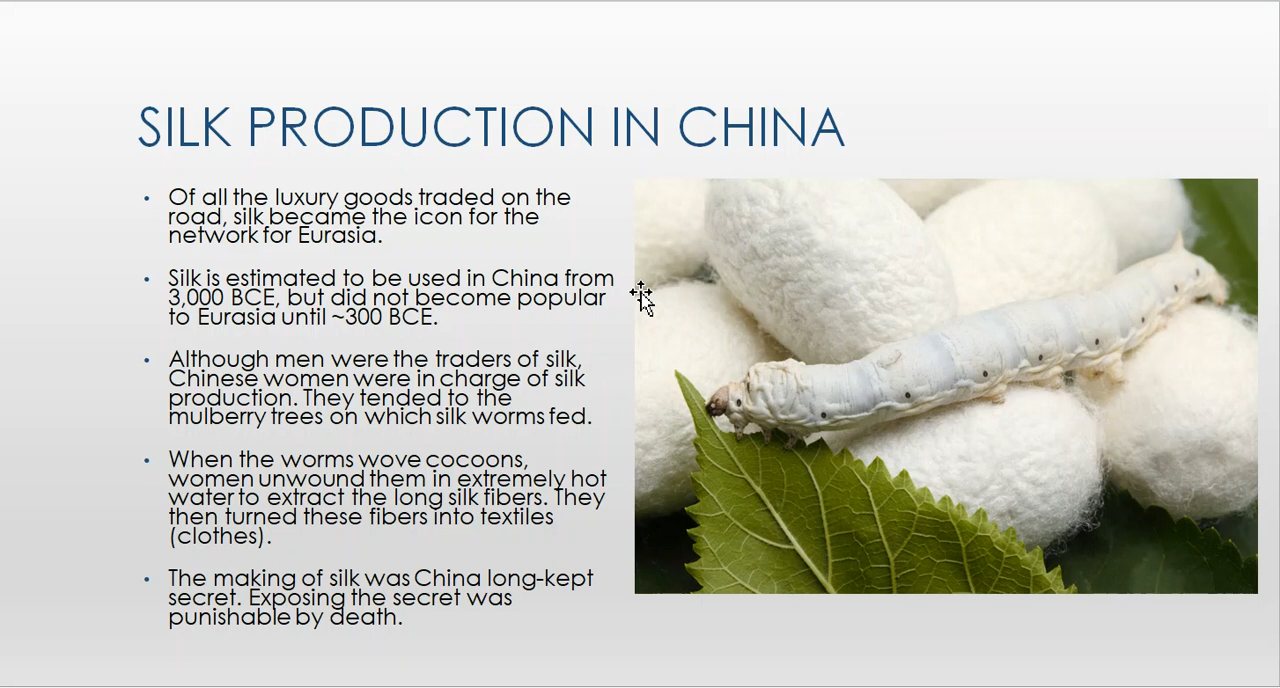 SILK PRODUCTION IN CHINA
• Of all the luxury goods traded on the
road, silk became the icon for the
network for Eurasia.
• Silk is estimated to be used in China from
3,000 BCE, but did not become popular
to Eurasia until ~300 BCE.
• Although men were the traders of silk,
Chinese women were in charge of silk
production. They tended to the
mulberry trees on which silk worms fed.
• When the worms wove cocoons,
women unwound them in extremely hot
water to extract the long silk fibers. They
then turned these fibers into textiles
(clothes).
• The making of silk was China long-kept
secret. Exposing the secret was
punishable by death.